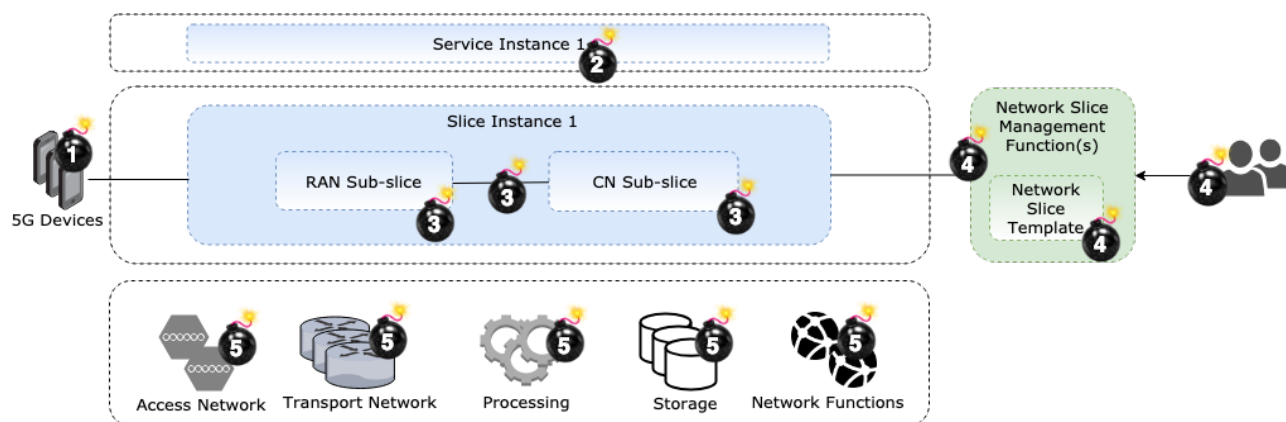 Service Instance 1
2
1
5G Devices
Slice Instance 1
RAN Sub-slice
3
3
CN Sub-slice
3
4
Network Slice
Management
Function(s)
Network
Slice
Template
4
4
5
Access Network
5
Transport Network
5
Processing
5
Storage
5
Network Functions